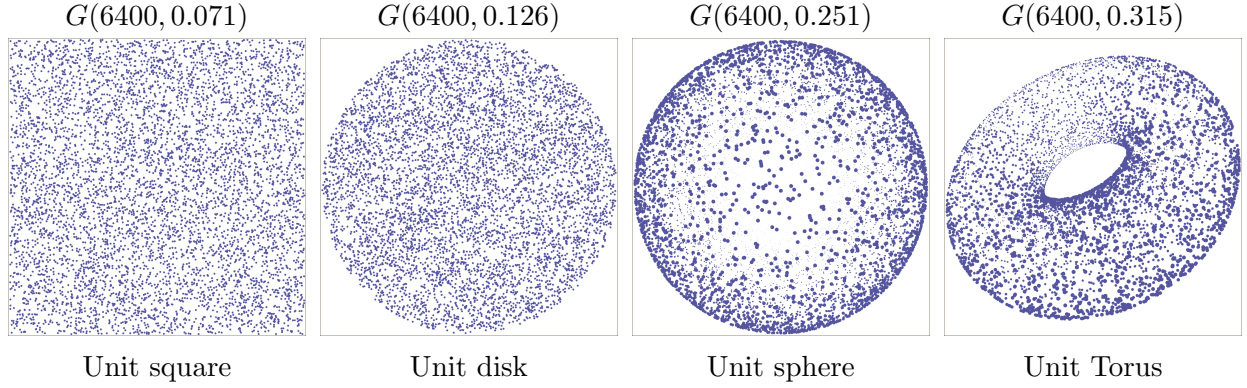 G(6400, 0.071) G(6400, 0.126) G(6400, 0.251) G(6400, 0.315)
Unit square Unit disk Unit sphere Unit Torus